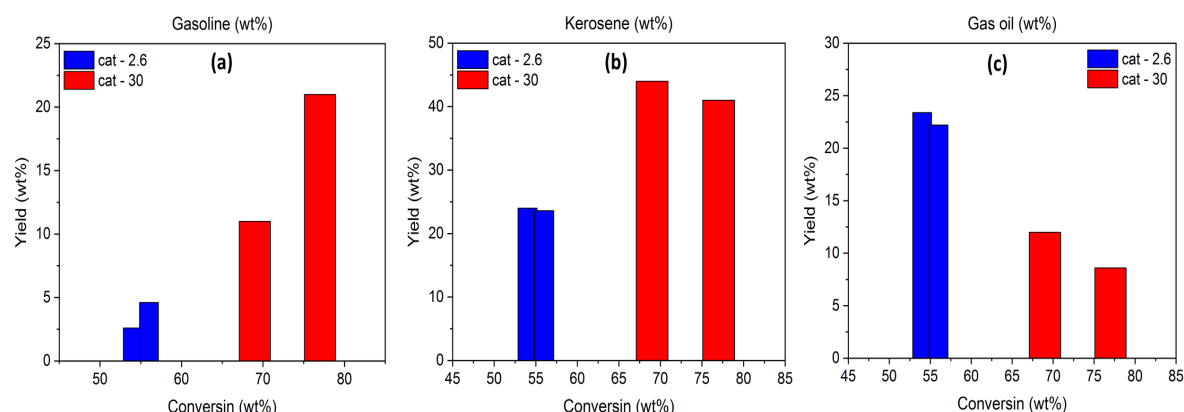 Gasoline (wt%)
25
20
15
10
5
0
Yield (wt%)
cat - 2.6
cat - 30
(a)
50 60 70 80
Conversin (wt%)
Kerosene (wt%)
50
40
30
20
10
0
Yield (wt%)
cat - 2.6
cat - 30
(b)
45 50 55 60 65 70 75 80 85
Conversin (wt%)
Gas oil (wt%)
30
25
20
15
10
5
0
Yield (wt%)
cat - 2.6
cat - 30
(c)
45 50 55 60 65 70 75 80 85
Conversin (wt%)